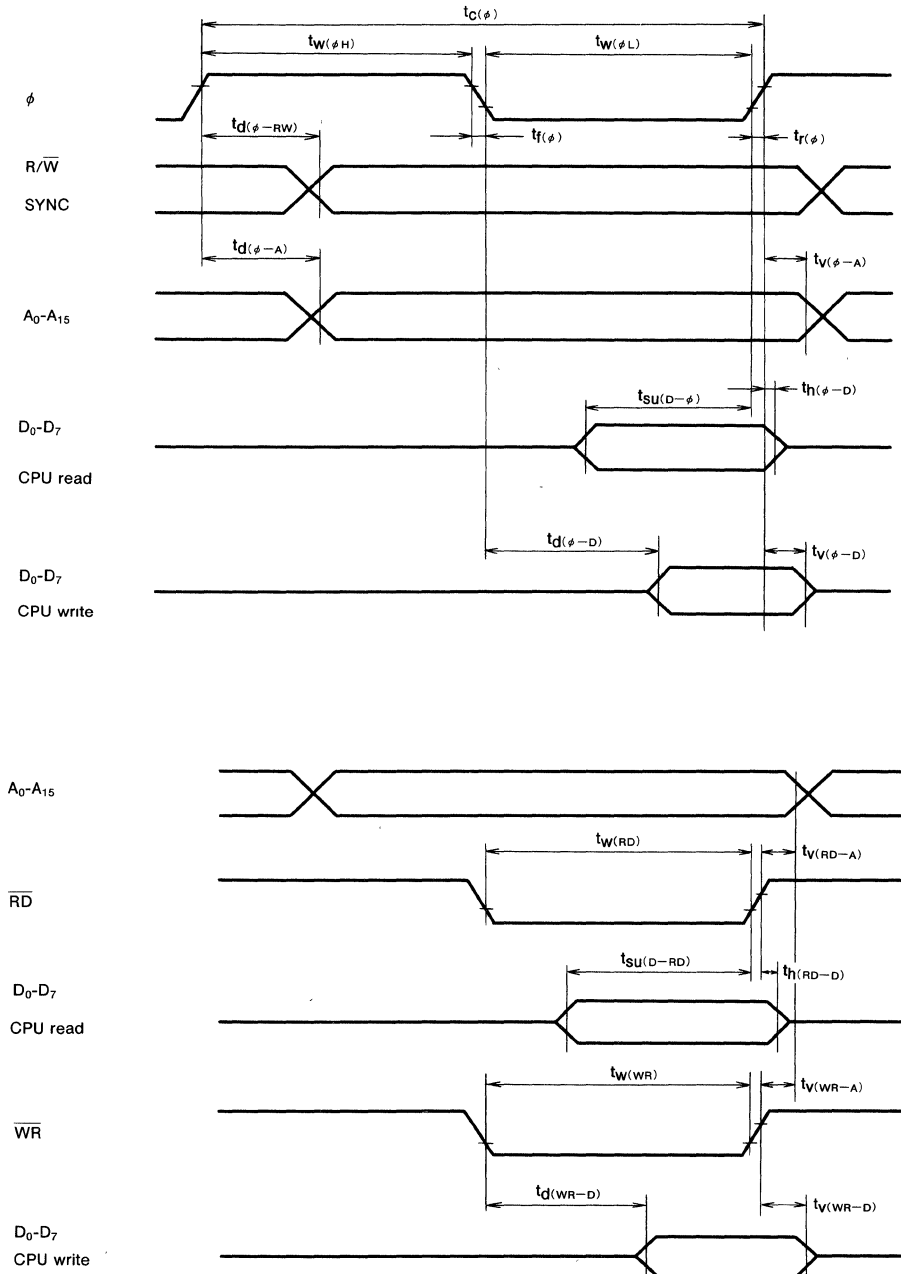 tC(ϕ)
tW(ϕH)
tW(ϕL)
ϕ
td(ϕ−RW)
tf(ϕ)
tr(ϕ)
R/W̅
SYNC
td(ϕ−A)
tV(ϕ−A)
A₀-A₁₅
tsu(D−ϕ)
th(ϕ−D)
D₀-D₇
CPU read
td(ϕ−D)
tV(ϕ−D)
D₀-D₇
CPU write
A₀-A₁₅
tW(RD)
tV(RD−A)
R̅D̅
tsu(D−RD)
th(RD−D)
D₀-D₇
CPU read
tW(WR)
tV(WR−A)
W̅R̅
td(WR−D)
tV(WR−D)
D₀-D₇
CPU write